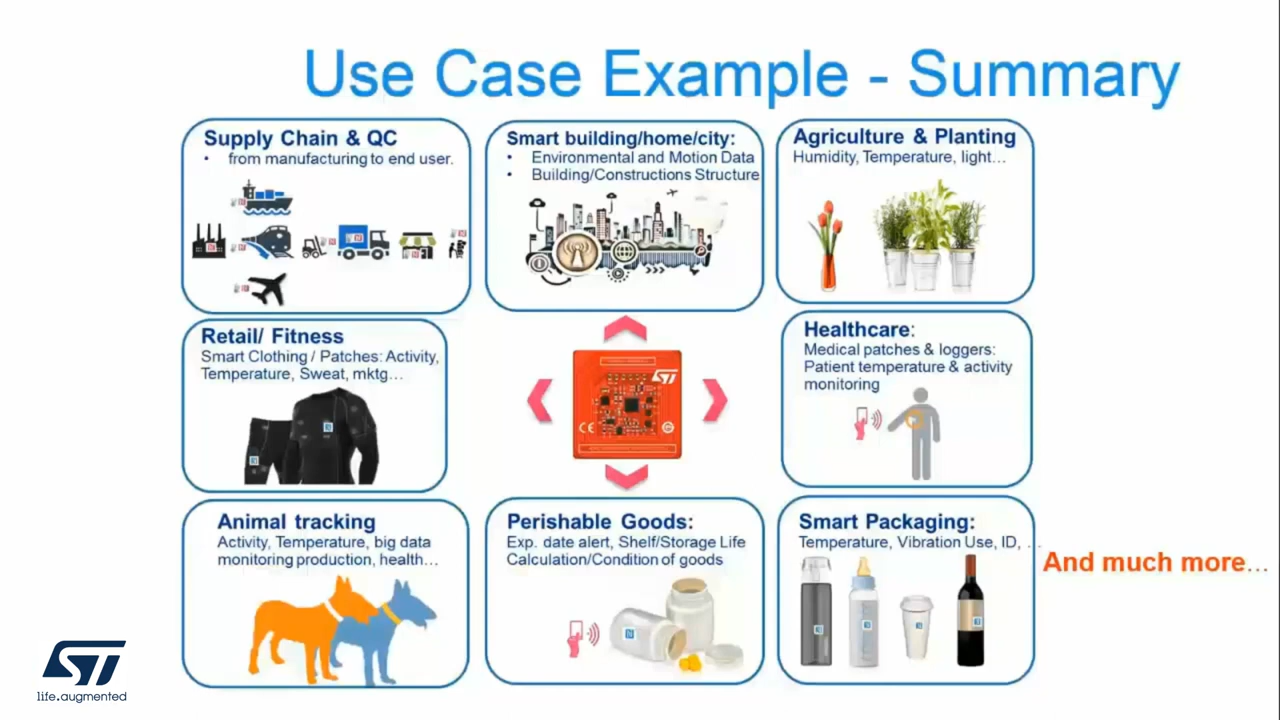 Use Case Example - Summary
Supply Chain & QC
• from manufacturing to end user.
Smart building/home/city:
• Environmental and Motion Data
• Building/Constructions Structure
Agriculture & Planting
Humidity, Temperature, light…
Retail/ Fitness
Smart Clothing / Patches: Activity,
Temperature, Sweat, mktg…
ST
CE
Healthcare:
Medical patches & loggers:
Patient temperature & activity
monitoring
Animal tracking
Activity, Temperature, big data
monitoring production, health…
Perishable Goods:
Exp. date alert, Shelf/Storage Life
Calculation/Condition of goods
Smart Packaging:
Temperature, Vibration Use, ID, …
And much more…
ST
life.augmented